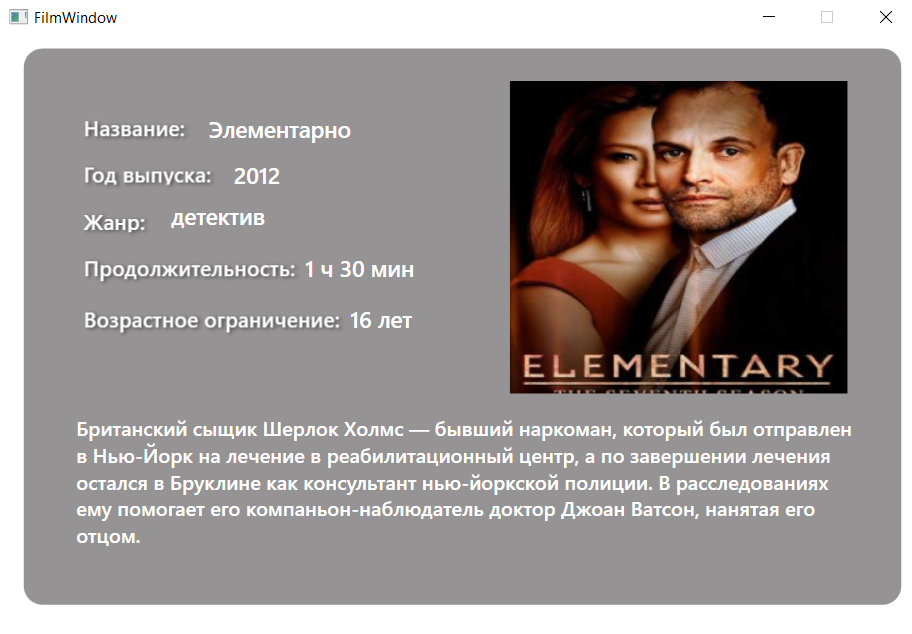 FilmWindow
Название: Элементарно
Год выпуска: 2012
Жанр: детектив
Продолжительность: 1 ч 30 мин
Возрастное ограничение: 16 лет
ELEMENTARY
THE SEVENTH SEASON
Британский сыщик Шерлок Холмс — бывший наркоман, который был отправлен
в Нью-Йорк на лечение в реабилитационный центр, а по завершении лечения
остался в Бруклине как консультант нью-йоркской полиции. В расследованиях
ему помогает его компаньон-наблюдатель доктор Джоан Ватсон, нанятая его
отцом.